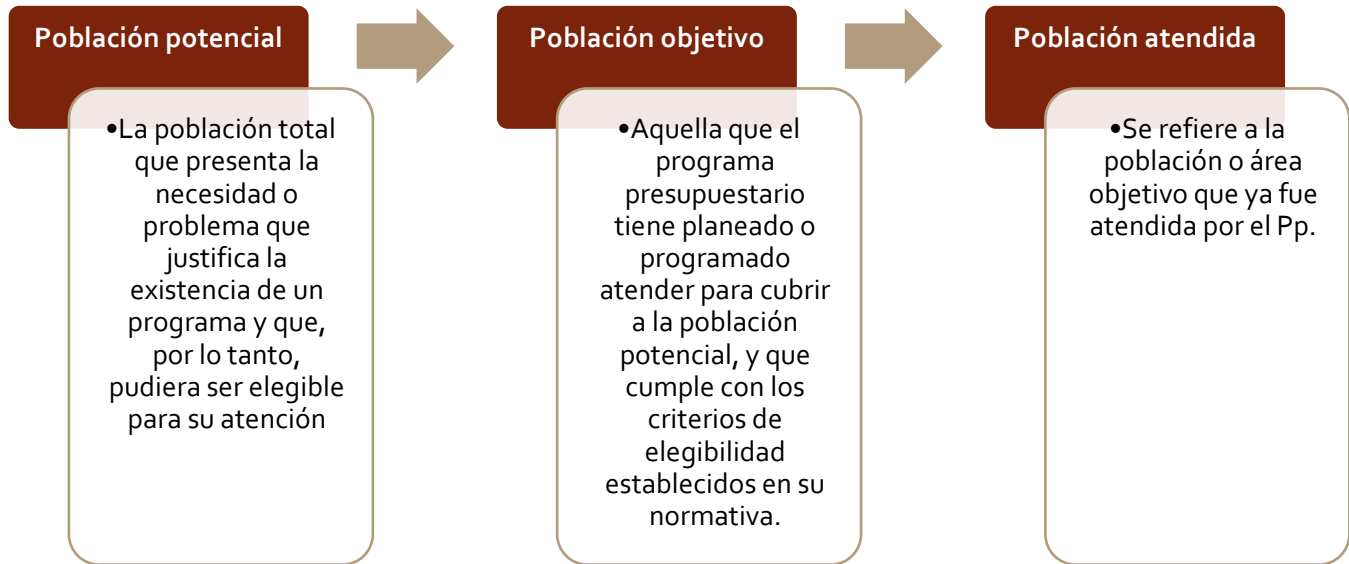 Población potencial
•La población total
que presenta la
necesidad o
problema que
justifica la
existencia de un
programa y que,
por lo tanto,
pudiera ser elegible
para su atención
Población objetivo
•Aquella que el
programa
presupuestario
tiene planeado o
programado
atender para cubrir
a la población
potencial, y que
cumple con los
criterios de
elegibilidad
establecidos en su
normativa.
Población atendida
•Se refiere a la
población o área
objetivo que ya fue
atendida por el Pp.